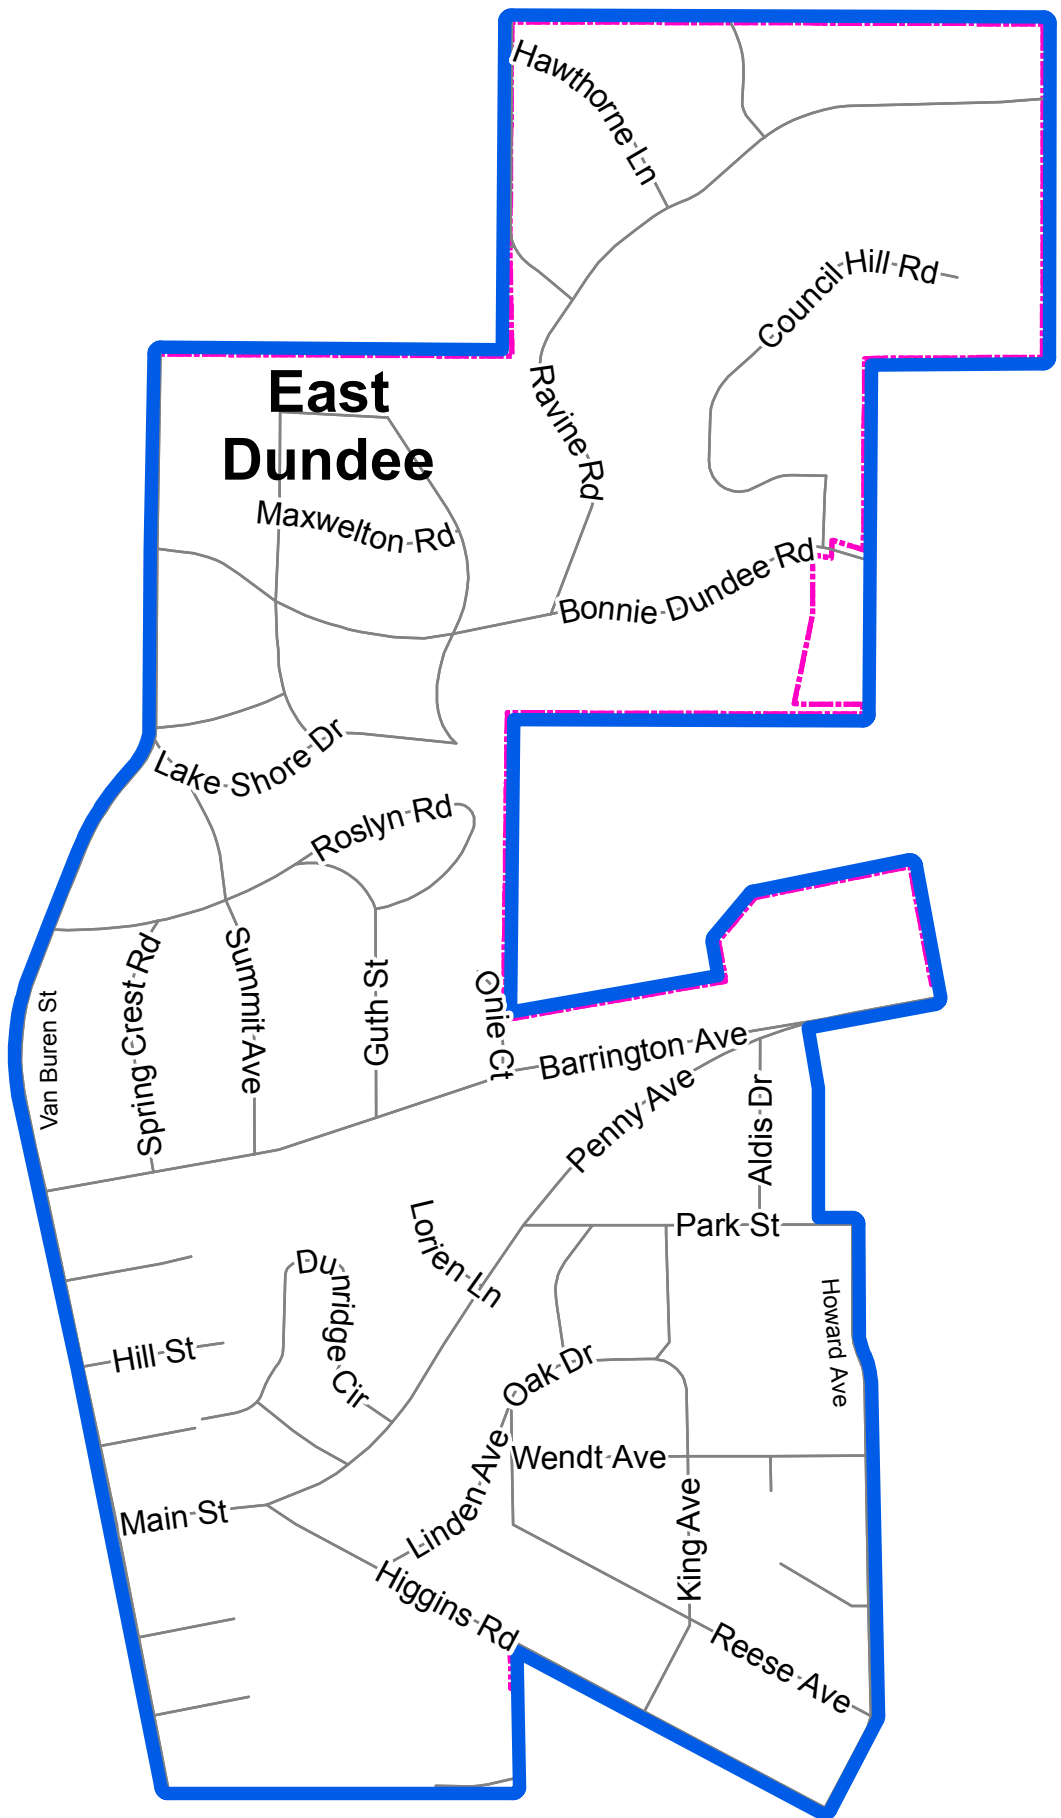 Hawthorne Ln
Council Hill Rd
East
Dundee
Ravine Rd
Maxwelton Rd
Bonnie Dundee Rd
Lake Shore Dr
Roslyn Rd
Spring Crest Rd
Summit Ave
Guth St
Onie Ct
Van Buren St
Barrington Ave
Penny Ave
Aldis Dr
Park St
Lorien Ln
Dunridge Cir
Howard Ave
Hill St
Oak Dr
Linden Ave
Wendt Ave
King Ave
Main St
Higgins Rd
Reese Ave